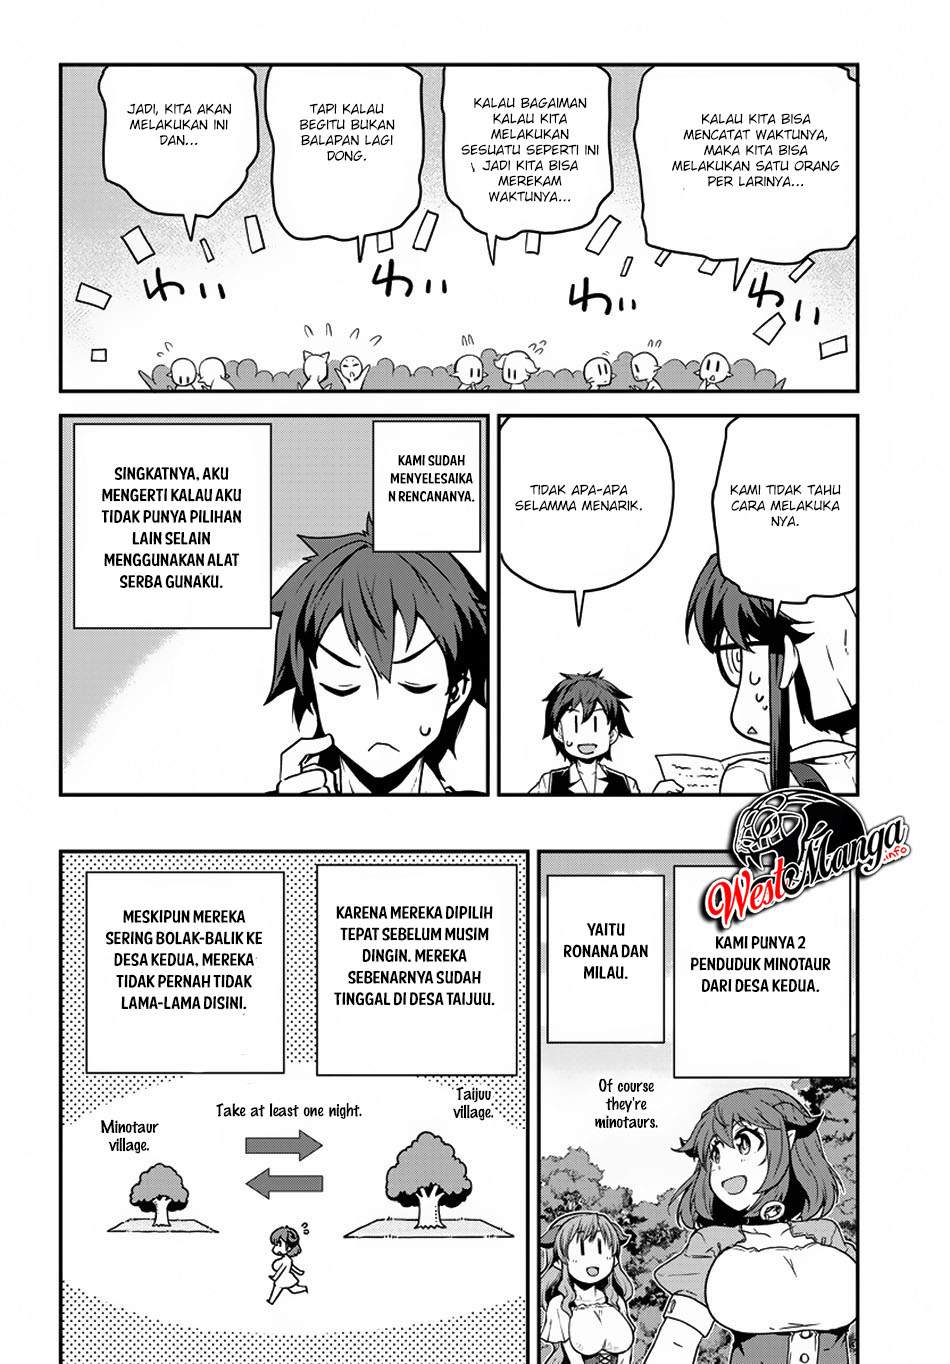 KALAU KITA BISA
MENCATAT WAKTUNYA,
MAKA KITA BISA
MELAKUKAN SATU ORANG
PER LARINYA...
KALAU BAGAIMAN
KALAU KITA
MELAKUKAN
SESUATU SEPERTI INI
JADI KITA BISA
MEREKAM
WAKTUNYA...
TAPI KALAU
BEGITU BUKAN
BALAPAN LAGI
DONG.
JADI, KITA AKAN
MELAKUKAN INI
DAN...
わい
わい
わい
わい
KAMI TIDAK TAHU
CARA MELAKUKA
NYA.
TIDAK APA-APA
SELAMMA MENARIK.
KAMI SUDAH
MENYELESAIKA
N RENCANANYA.
SINGKATNYA, AKU
MENGERTI KALAU AKU
TIDAK PUNYA PILIHAN
LAIN SELAIN
MENGGUNAKAN ALAT
SERBA GUNAKU.
WestManga
.info
KAMI PUNYA 2
PENDUDUK MINOTAUR
DARI DESA KEDUA.
YAITU
RONANA DAN
MILAU.
Of course
they're
minotaurs.
KARENA MEREKA DIPILIH
TEPAT SEBELUM MUSIM
DINGIN. MEREKA
SEBENARNYA SUDAH
TINGGAL DI DESA TAIJUU.
MESKIPUN MEREKA
SERING BOLAK-BALIK KE
DESA KEDUA, MEREKA
TIDAK PERNAH TIDAK
LAMA-LAMA DISINI.
Taijuu
village.
Take at least one night.
Minotaur
village.